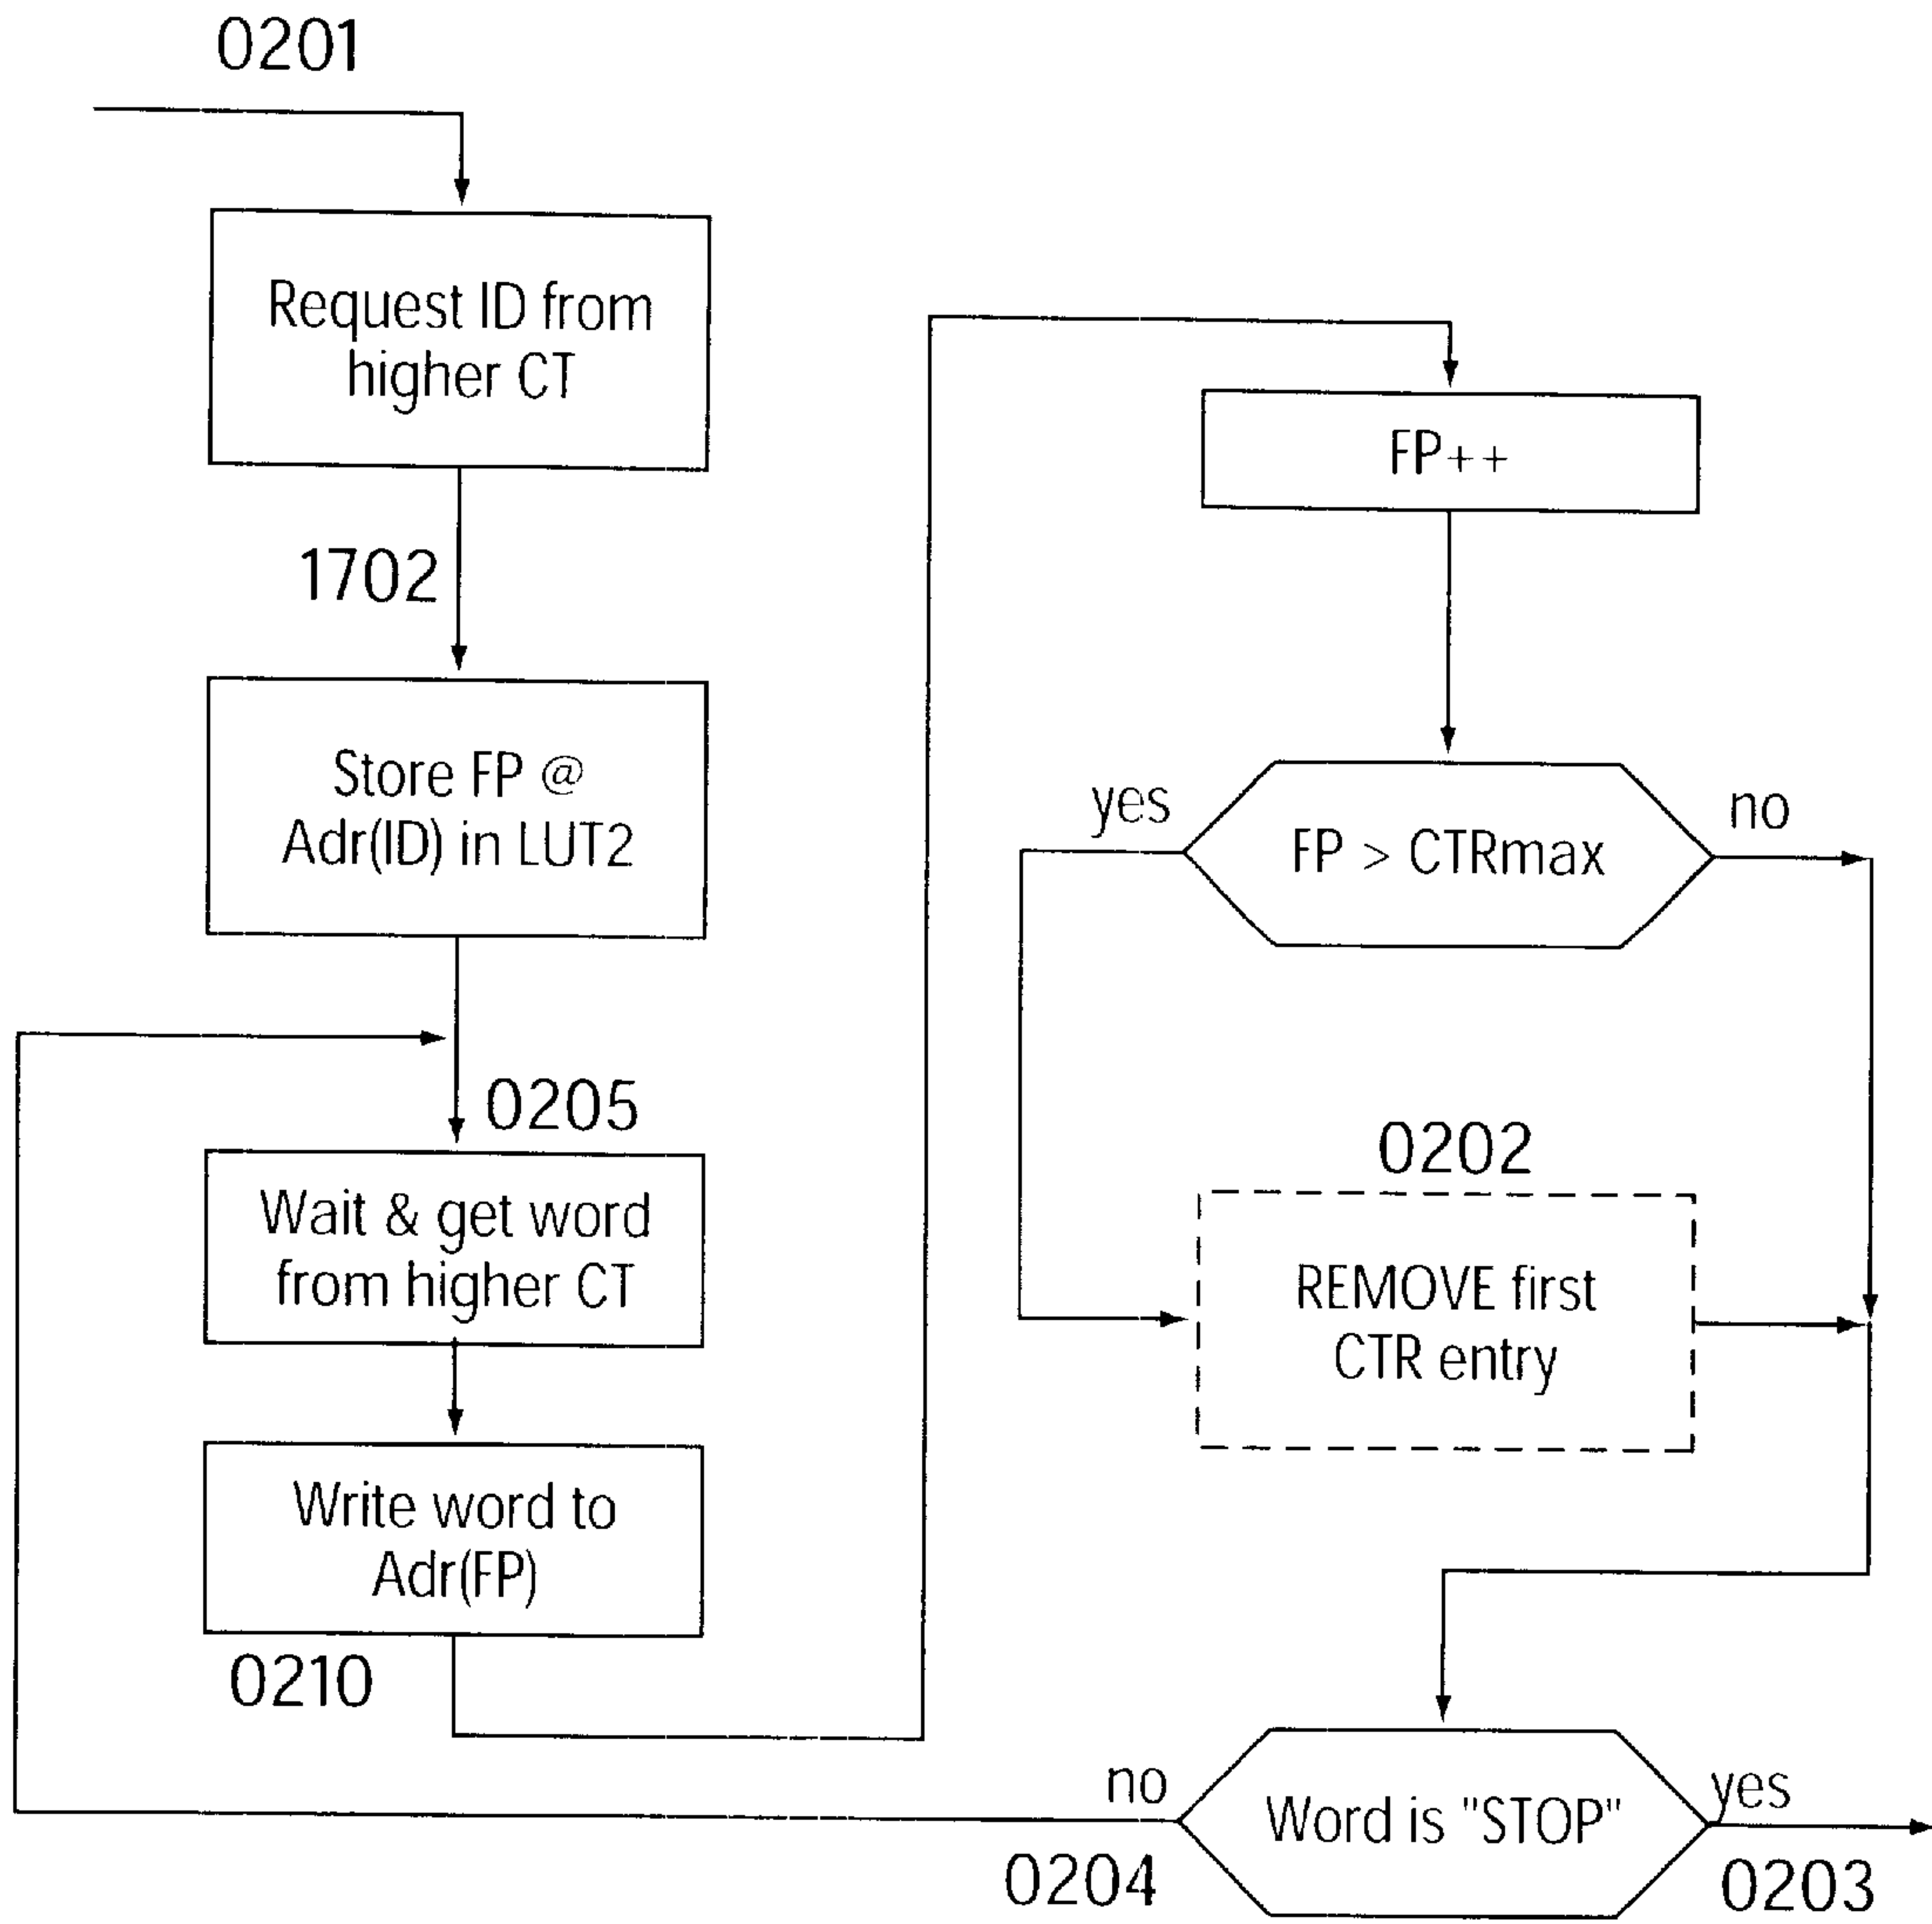 0201
Request ID from
higher CT
1702
Store FP @
Adr(ID) in LUT2
0205
Wait & get word
from higher CT
Write word to
Adr(FP)
0210
FP++
FP > CTRmax
yes
no
0202
REMOVE first
CTR entry
Word is "STOP"
no
yes
0204
0203